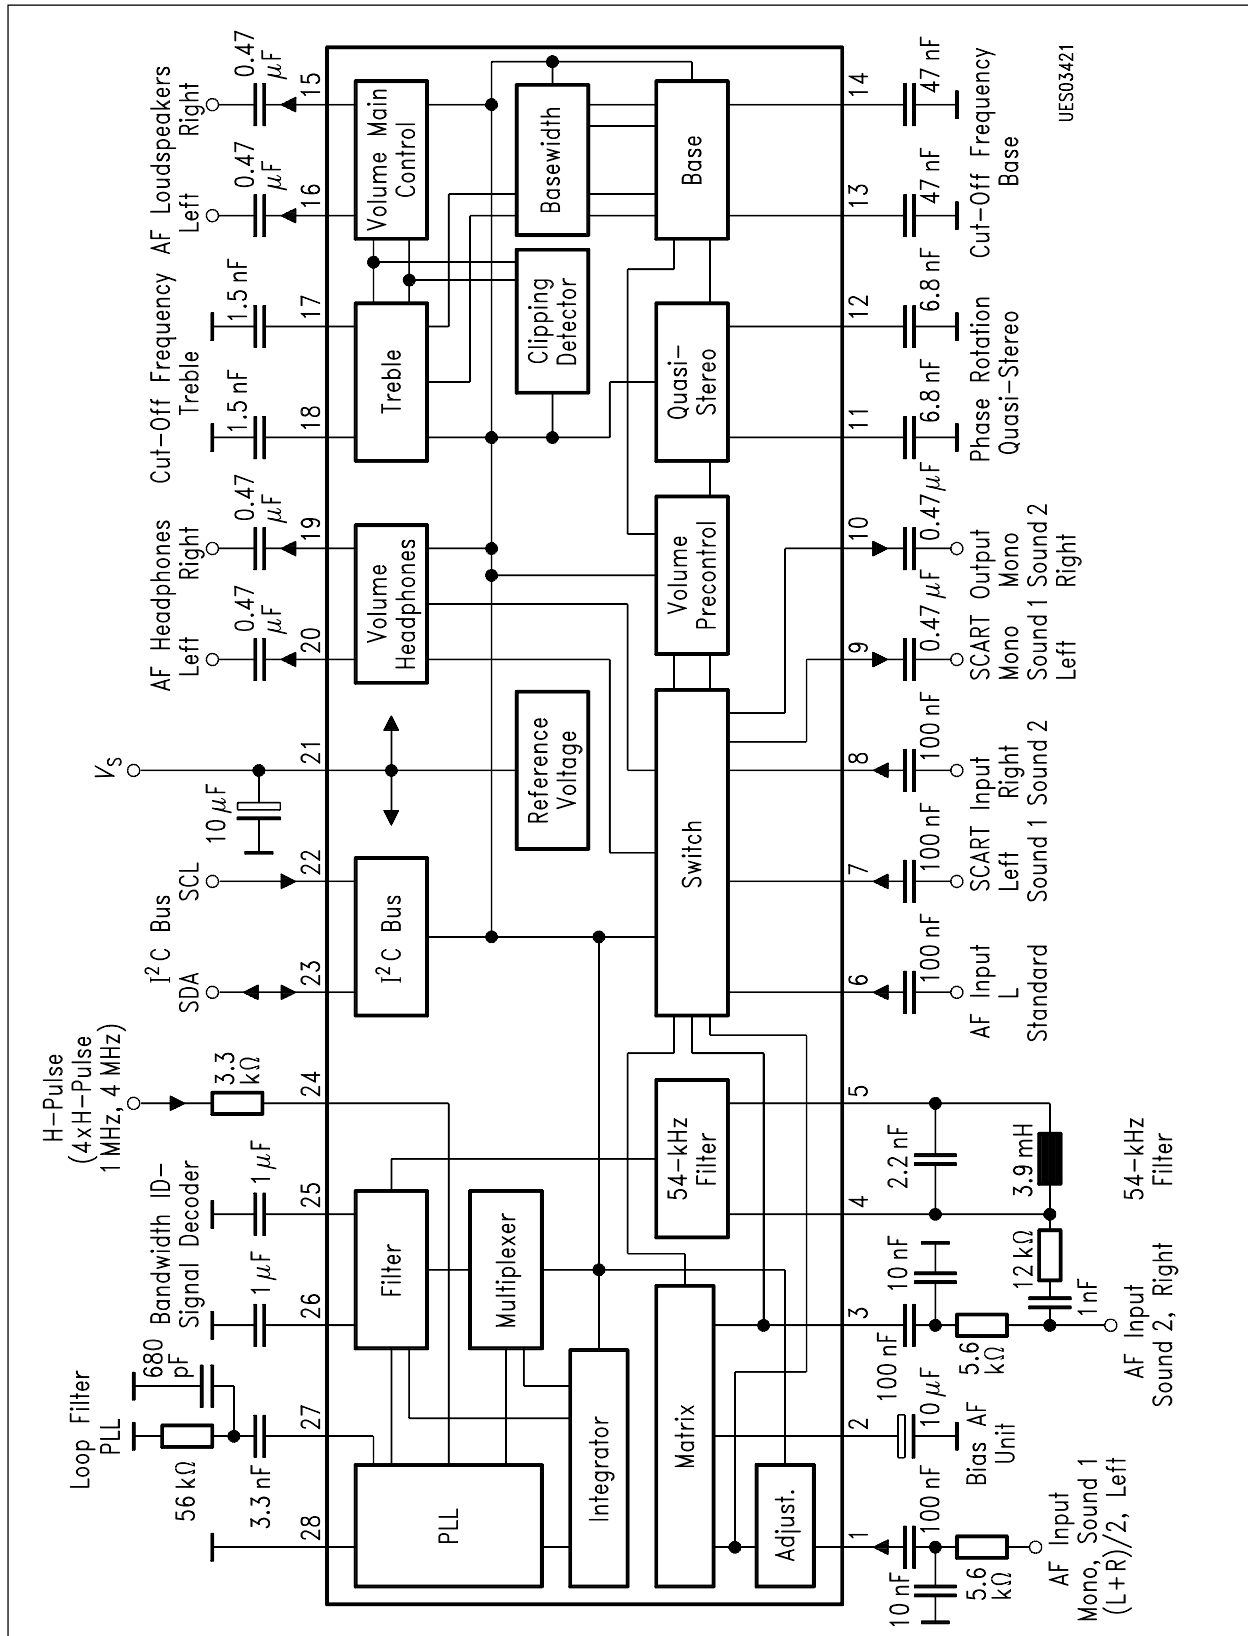 AF Loudspeakers
Right
Left
0.47
µF
15
0.47
µF
16
Cut-Off Frequency
Treble
1.5 nF
17
1.5 nF
18
AF Headphones
Right
Left
0.47
µF
19
0.47
µF
20
VS
10 µF
21
I²C Bus
SCL
22
SDA
23
H-Pulse
(4xH-Pulse
1 MHz, 4 MHz)
3.3
kΩ
24
Bandwidth ID-
Signal Decoder
1 µF
25
1 µF
26
Loop Filter
PLL
680
pF
56 kΩ
3.3 nF
27
28
Volume Main
Control
Treble
Volume
Headphones
I²C Bus
Filter
Multiplexer
PLL
Basewidth
Clipping
Detector
Reference
Voltage
Integrator
Base
Quasi-
Stereo
Volume
Precontrol
Switch
54-kHz
Filter
Matrix
Adjust.
14
47 nF
13
47 nF
Cut-Off Frequency
Base
12
6.8 nF
11
6.8 nF
Phase Rotation
Quasi-Stereo
10
0.47µF
9
0.47 µF
SCART Output
Mono Mono
Sound 1 Sound 2
Left Right
8
100 nF
7
100 nF
SCART Input
Left Right
Sound 1 Sound 2
6
100 nF
AF Input
L
Standard
5
2.2 nF
3.9 mH
4
54-kHz
Filter
10 nF
12 kΩ
1 nF
3
100 nF
5.6
kΩ
AF Input
Sound 2, Right
2
10 µF
Bias AF
Unit
1
100 nF
10 nF
5.6
kΩ
AF Input
Mono, Sound 1
(L+R)/2, Left
UES03421